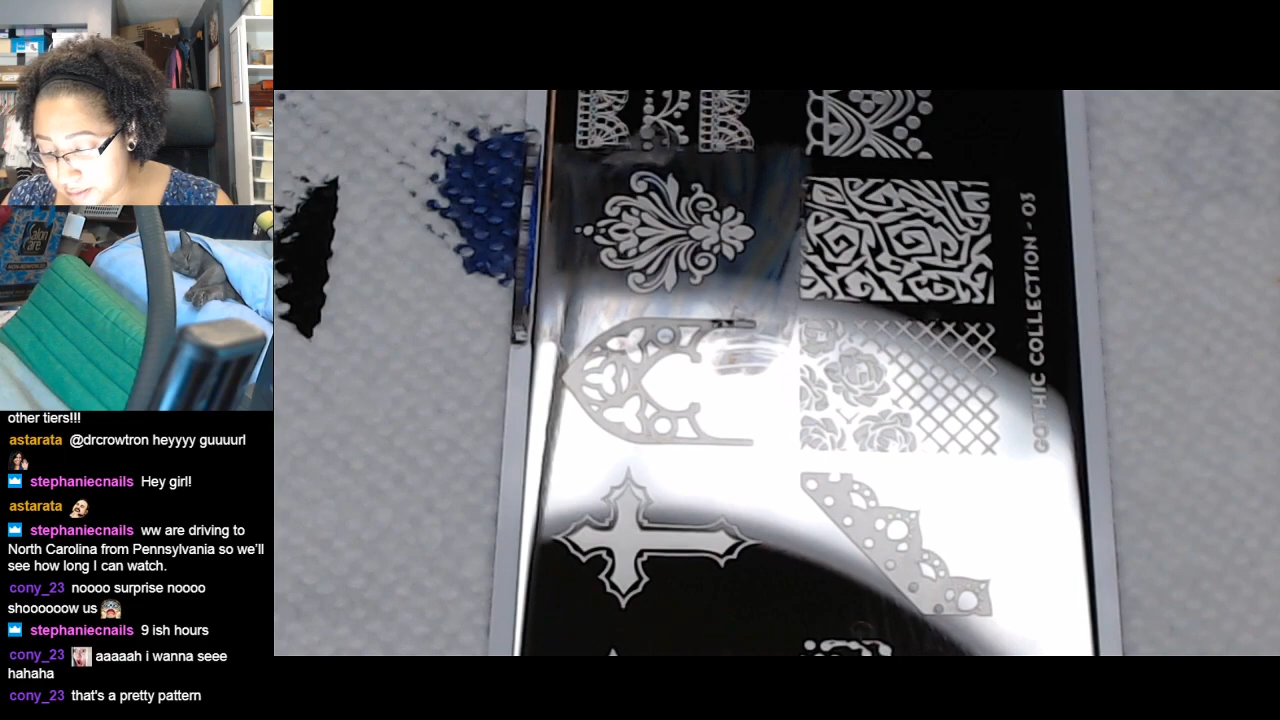 Salon
Care
other tiers!!!
astarata @drcrowtron heyyyy guuuurl
stephaniecnails Hey girl!
astarata
stephaniecnails ww are driving to
North Carolina from Pennsylvania so we'll
see how long I can watch.
cony_23 noooo surprise noooo
shoooooow us
stephaniecnails 9 ish hours
cony_23 aaaaah i wanna seee
hahaha
cony_23 that's a pretty pattern
GOTHIC COLLECTION - 03